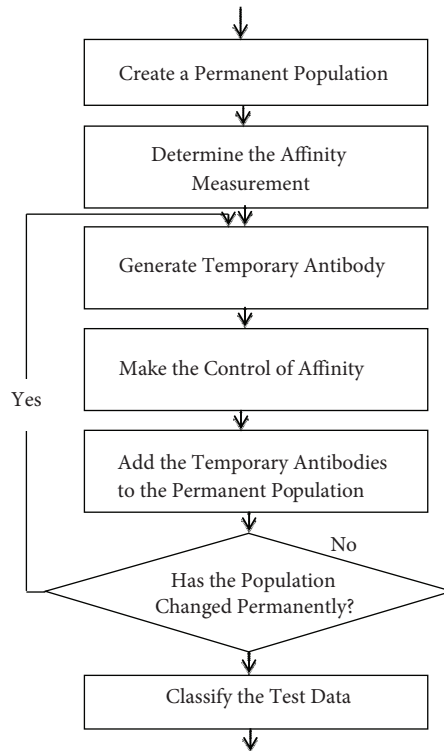 Create a Permanent Population
Determine the Affinity
Measurement
Generate Temporary Antibody
Make the Control of Affinity
Yes
Add the Temporary Antibodies
to the Permanent Population
No
Has the Population
Changed Permanently?
Classify the Test Data